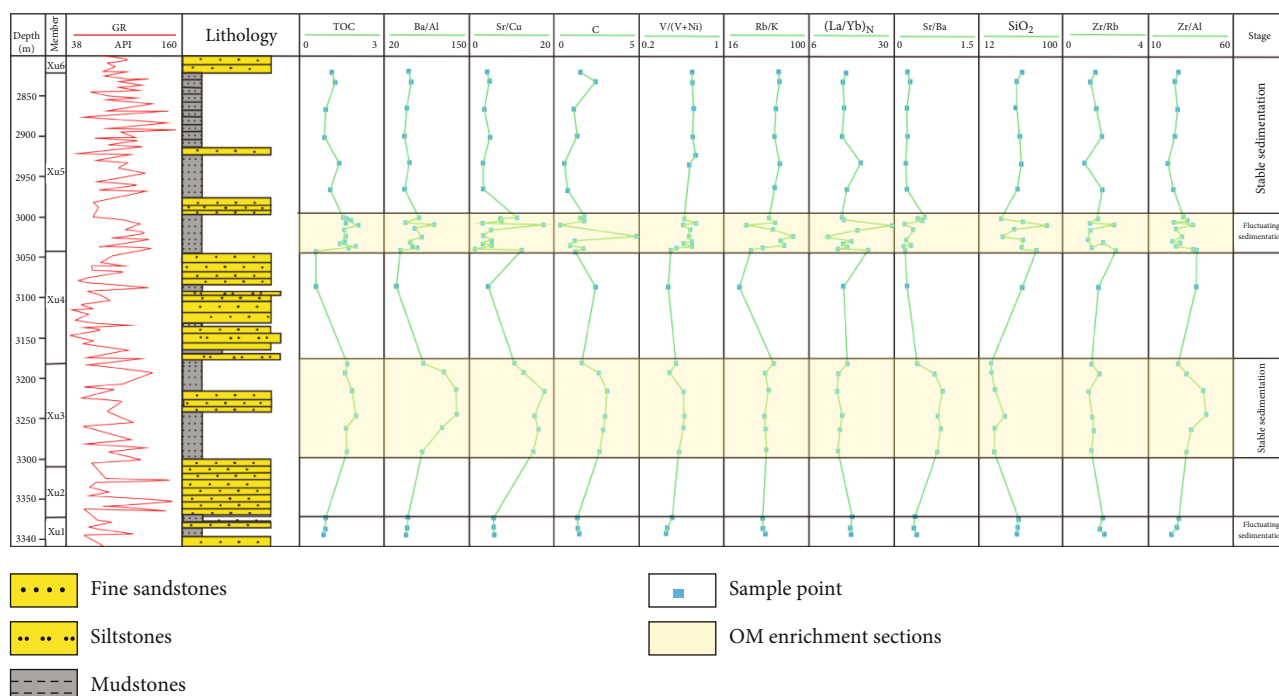 Depth (m) Member GR Lithology TOC Ba/Al Sr/Cu C V/(V+Ni) Rb/K (La/Yb)N Sr/Ba SiO2 Zr/Rb Zr/Al Stage
38 API 160 0 3 20 150 0 20 0 5 0.2 1 16 100 6 30 0 1.5 12 100 0 4 10 60
Xu6
2850
2900
Xu5
Stable sedimentation
2950
3000
Fluctuating sedimentation
3050
Xu4
3100
3150
3200
Xu3
Stable sedimentation
3250
3300
Xu2
3350
Xu1
Fluctuating sedimentation
3340
Fine sandstones
Sample point
Siltstones
OM enrichment sections
Mudstones